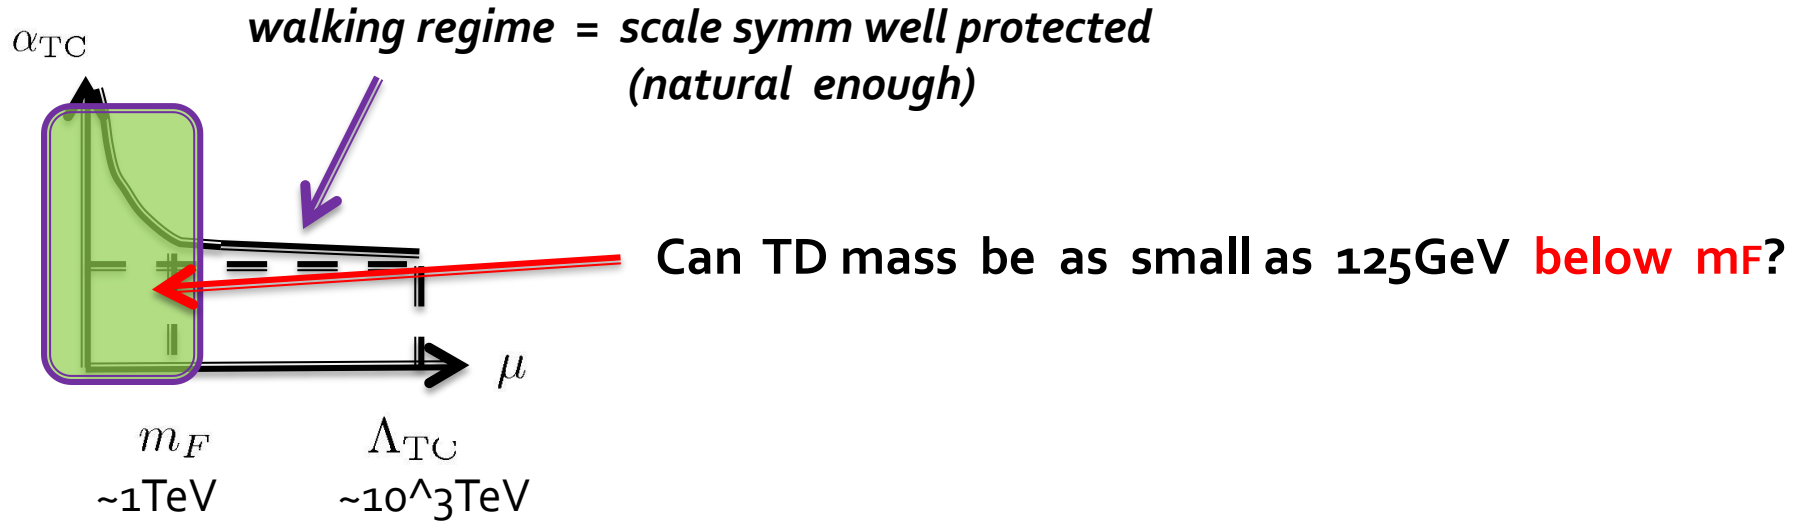 walking regime = scale symm well protected
(natural enough)
α_TC
Can TD mass be as small as 125GeV below mF?
μ
m_F Λ_TC
~1TeV ~10^3TeV